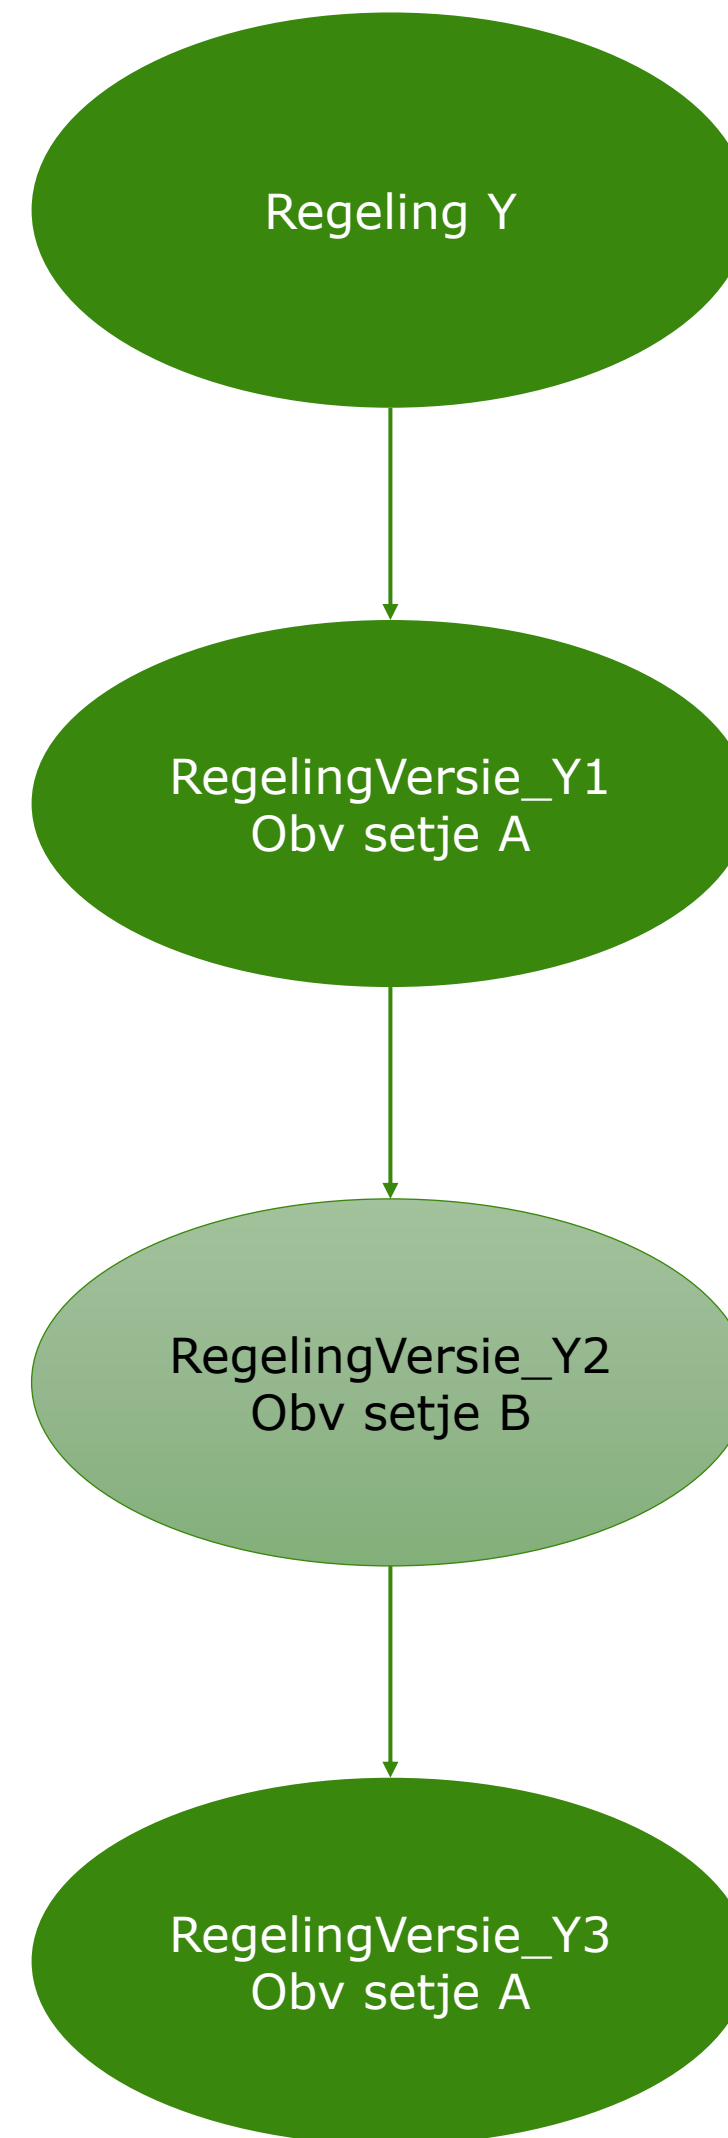 Regeling Y
RegelingVersie_Y1
Obv setje A
RegelingVersie_Y2
Obv setje B
RegelingVersie_Y3
Obv setje A